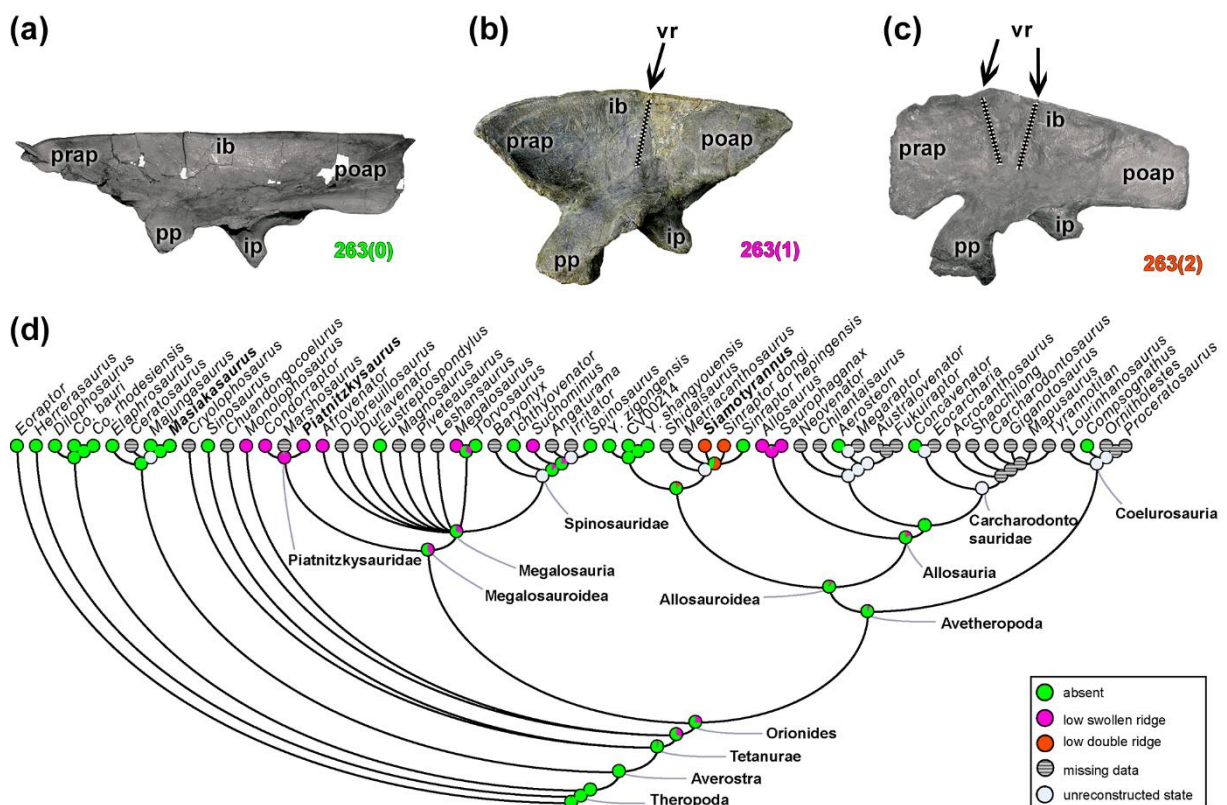 (a)
prap
ib
poap
pp
ip
263(0)
(b)
vr
prap
ib
poap
pp
ip
263(1)
(c)
vr
prap
ib
poap
pp
ip
263(2)
(d)
Eoraptor
Herrerasaurus
Dilophosaurus
Co. bauri
Co. rhodesiensis
Elaphrosaurus
Ceratosaurus
Majungasaurus
Masiakasaurus
Cryolophosaurus
Sinosaurus
Chuandongocoelurus
Monolophosaurus
Condorraptor
Marshosaurus
Piatnitzkysaurus
Afrovenator
Dubreuillosaurus
Duriavenator
Eustreptospondylus
Magnosaurus
Piveteausaurus
Leshansaurus
Megalosaurus
Torvosaurus
Baryonyx
Ichthyovenator
Suchomimus
Angaturama
Irritator
Spinosaurus
Y. zigongensis
CV00214
Y. shangyouensis
Shidaisaurus
Metriacanthosaurus
Siamotyrannus
Sinraptor dongi
Sinraptor hepingensis
Allosaurus
Saurophaganax
Neovenator
Chilantaisaurus
Aerosteon
Megaraptor
Australovenator
Fukuiraptor
Concavenator
Eocarcharia
Acrocanthosaurus
Shaochilong
Carcharodontosaurus
Giganotosaurus
Mapusaurus
Tyrannotitan
Lourinhanosaurus
Compsognathus
Ornitholestes
Proceratosaurus
Spinosauridae
Piatnitzkysauridae
Megalosauria
Megalosauroidea
Carcharodonto
sauridae
Coelurosauria
Allosauria
Allosauroidea
Avetheropoda
Orionides
Tetanurae
Averostra
Theropoda
absent
low swollen ridge
low double ridge
missing data
unreconstructed state